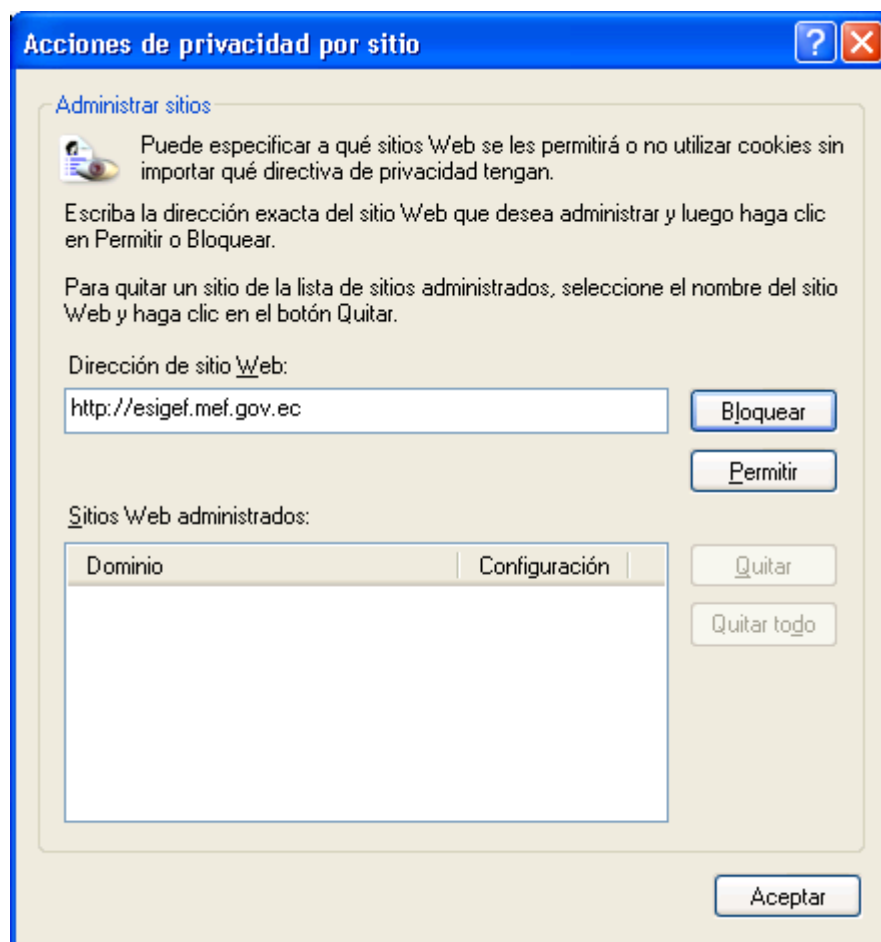 Acciones de privacidad por sitio
Administrar sitios
Puede especificar a qué sitios Web se les permitirá o no utilizar cookies sin
importar qué directiva de privacidad tengan.
Escriba la dirección exacta del sitio Web que desea administrar y luego haga clic
en Permitir o Bloquear.
Para quitar un sitio de la lista de sitios administrados, seleccione el nombre del sitio
Web y haga clic en el botón Quitar.
Dirección de sitio Web:
http://esigef.mef.gov.ec
Bloquear
Permitir
Sitios Web administrados:
Dominio Configuración
Quitar
Quitar todo
Aceptar